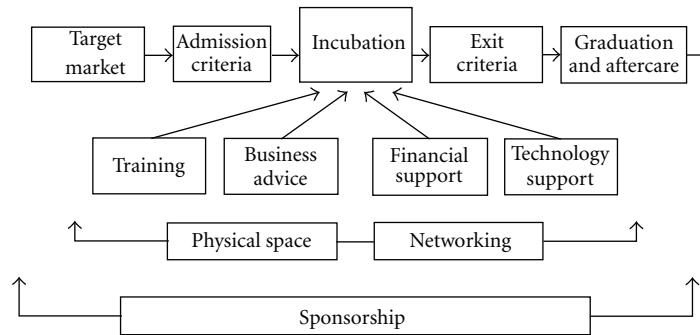 Target
market
Admission
criteria
Incubation
Exit
criteria
Graduation
and aftercare
Training
Business
advice
Financial
support
Technology
support
Physical space
Networking
Sponsorship